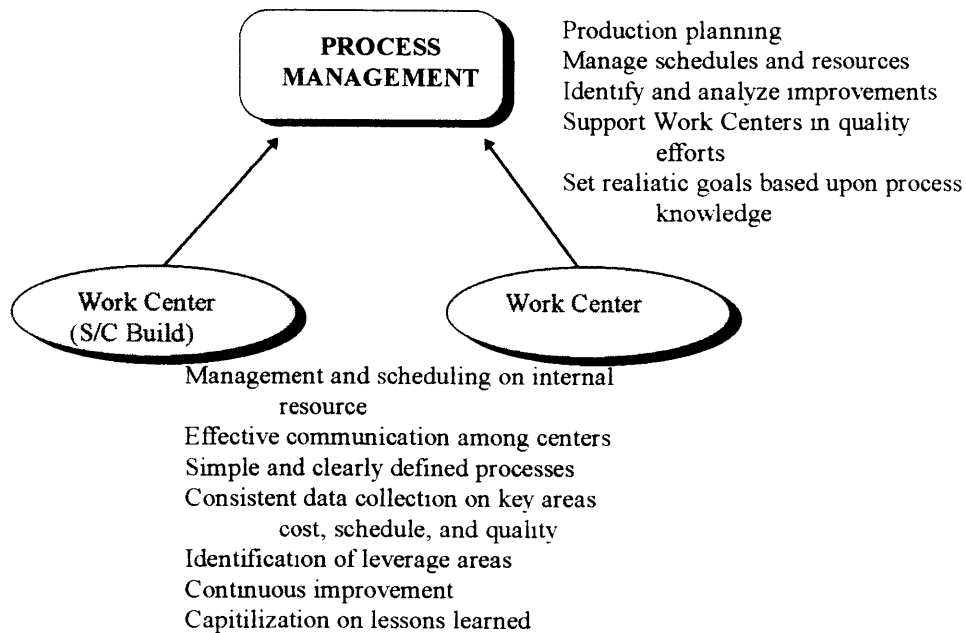 PROCESS
MANAGEMENT
Production planning
Manage schedules and resources
Identify and analyze improvements
Support Work Centers in quality
efforts
Set realiatic goals based upon process
knowledge
Work Center
(S/C Build)
Work Center
Management and scheduling on internal
resource
Effective communication among centers
Simple and clearly defined processes
Consistent data collection on key areas
cost, schedule, and quality
Identification of leverage areas
Continuous improvement
Capitilization on lessons learned